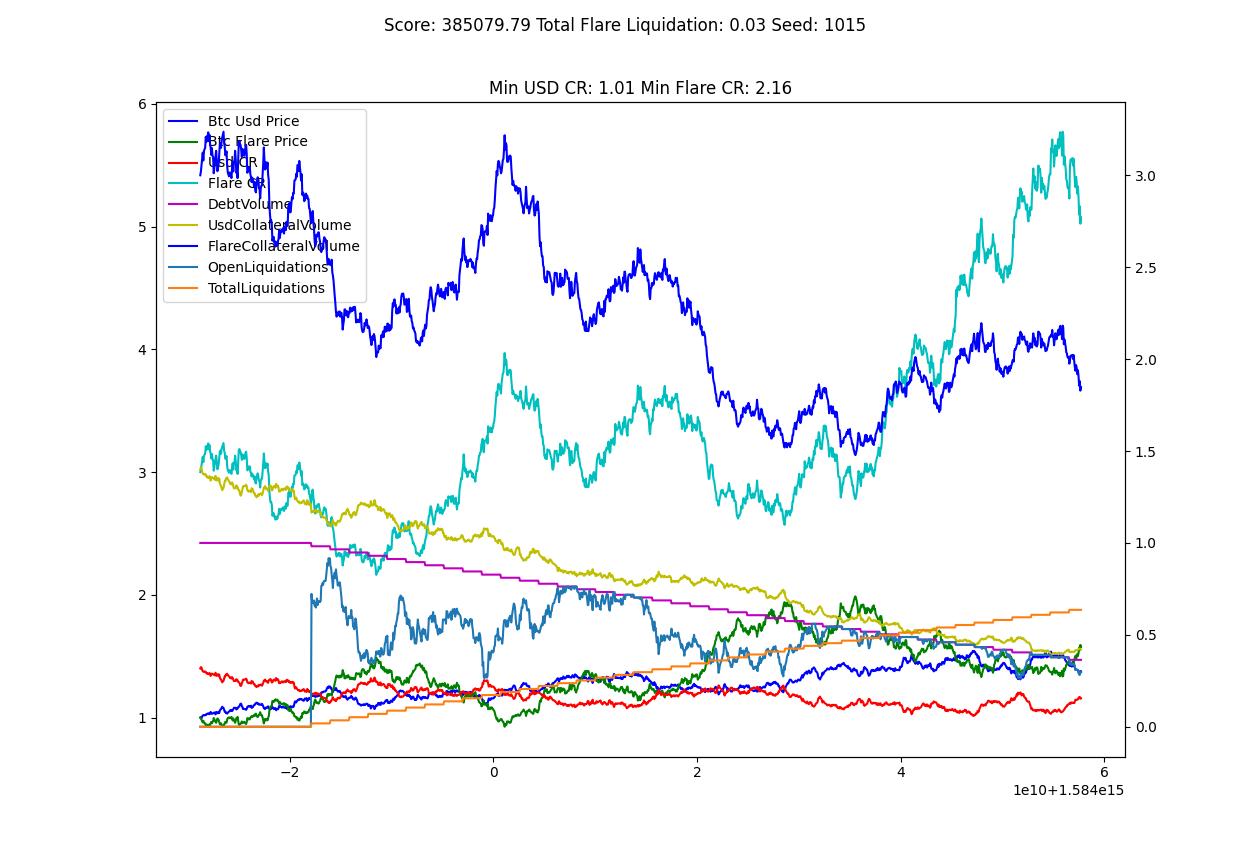 Score: 385079.79 Total Flare Liquidation: 0.03 Seed: 1015
Min USD CR: 1.01 Min Flare CR: 2.16
6
5
4
3
2
1
Btc Usd Price
Btc Flare Price
Usd CR
Flare CR
DebtVolume
UsdCollateralVolume
FlareCollateralVolume
OpenLiquidations
TotalLiquidations
3.0
2.5
2.0
1.5
1.0
0.5
0.0
−2 0 2 4 6
1e10+1.584e15